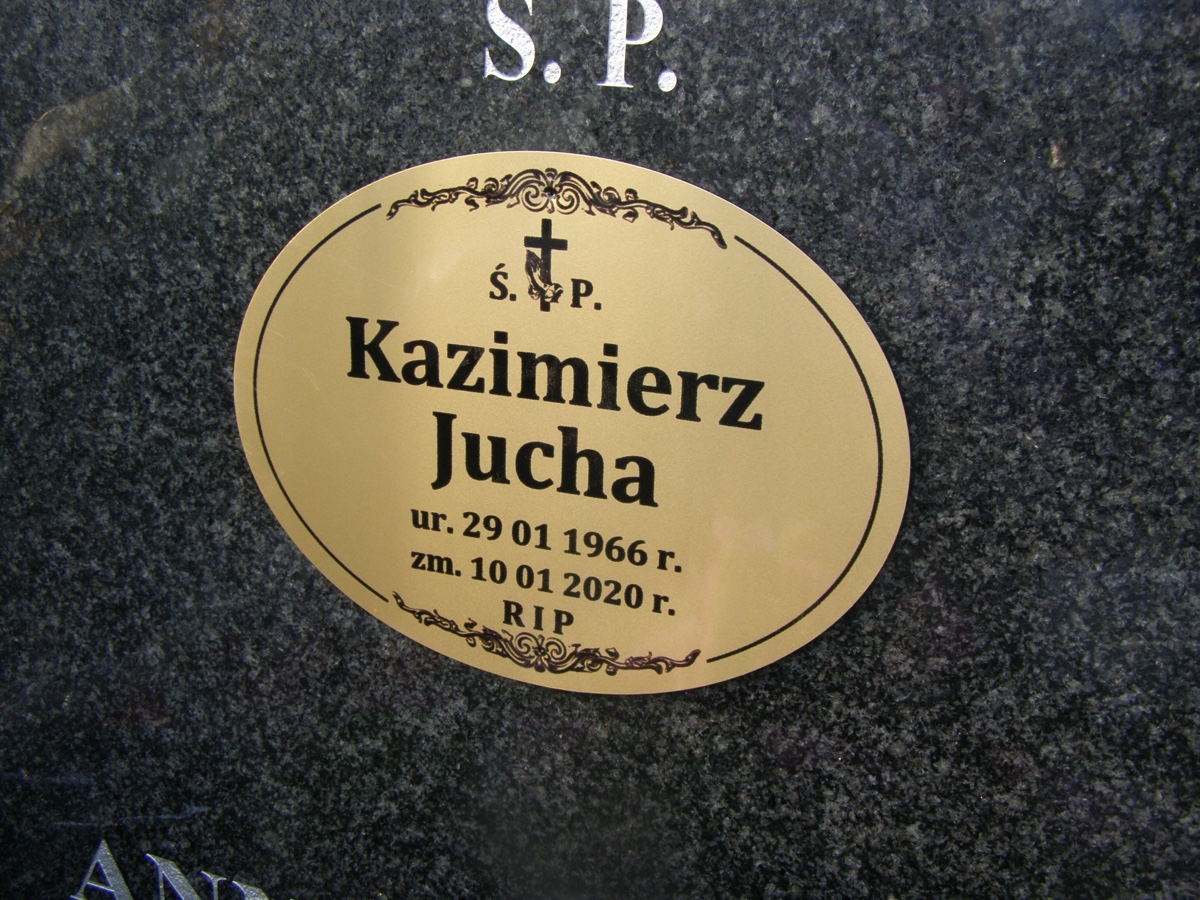 Ś. P.
Ś. P.
Kazimierz
Jucha
ur. 29 01 1966 r.
zm. 10 01 2020 r.
RIP